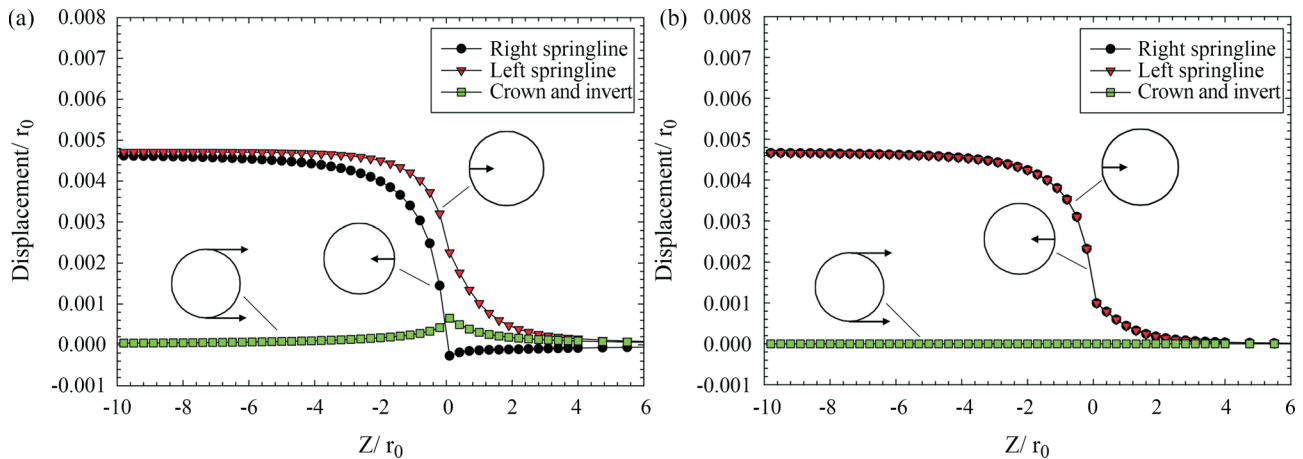 (a)
0.008
0.007
0.006
0.005
0.004
0.003
0.002
0.001
0.000
-0.001
Displacement/ r0
Right springline
Left springline
Crown and invert
-10 -8 -6 -4 -2 0 2 4 6
Z/ r0
(b)
0.008
0.007
0.006
0.005
0.004
0.003
0.002
0.001
0.000
-0.001
Displacement/ r0
Right springline
Left springline
Crown and invert
-10 -8 -6 -4 -2 0 2 4 6
Z/ r0